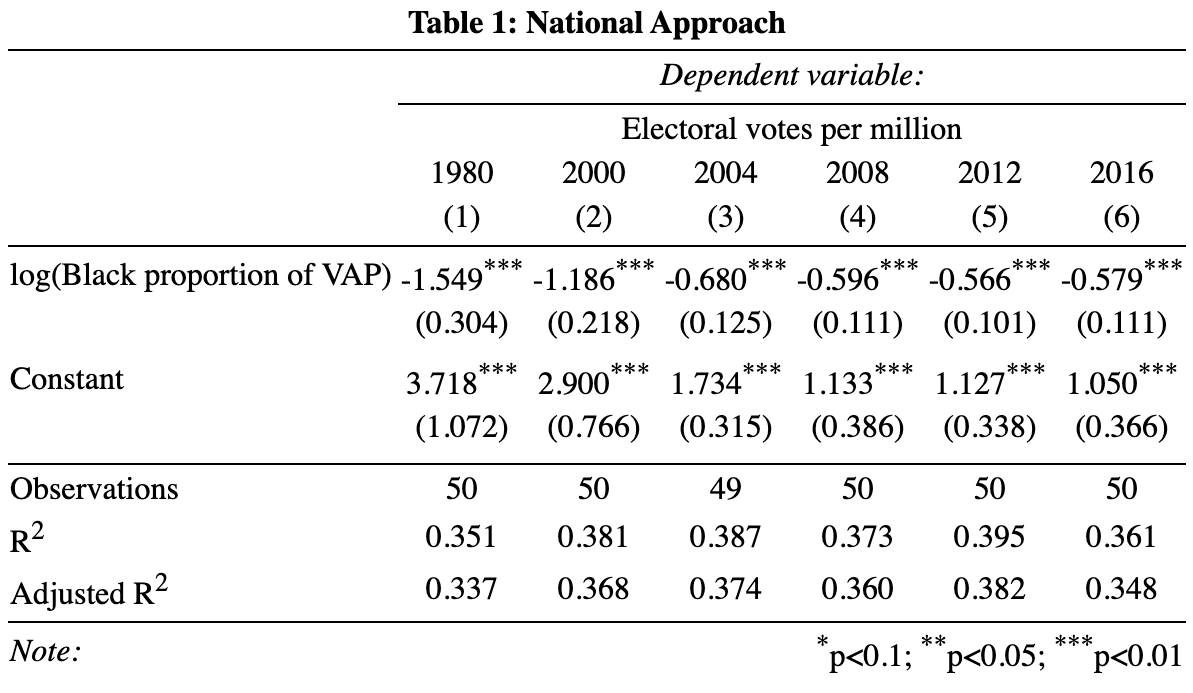 Table 1: National Approach
Dependent variable:
Electoral votes per million
1980 2000 2004 2008 2012 2016
(1) (2) (3) (4) (5) (6)
log(Black proportion of VAP) -1.549*** -1.186*** -0.680*** -0.596*** -0.566*** -0.579***
(0.304) (0.218) (0.125) (0.111) (0.101) (0.111)
Constant 3.718*** 2.900*** 1.734*** 1.133*** 1.127*** 1.050***
(1.072) (0.766) (0.315) (0.386) (0.338) (0.366)
Observations 50 50 49 50 50 50
R2 0.351 0.381 0.387 0.373 0.395 0.361
Adjusted R2 0.337 0.368 0.374 0.360 0.382 0.348
Note: *p<0.1; **p<0.05; ***p<0.01